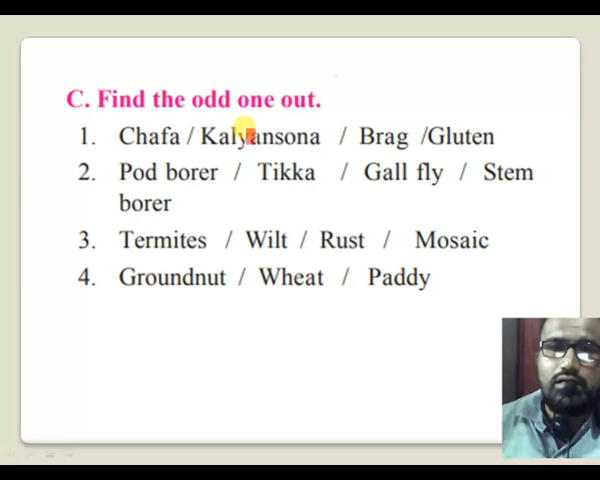 C. Find the odd one out.
1. Chafa / Kalyansona / Brag /Gluten
2. Pod borer / Tikka / Gall fly / Stem
borer
3. Termites / Wilt / Rust / Mosaic
4. Groundnut / Wheat / Paddy